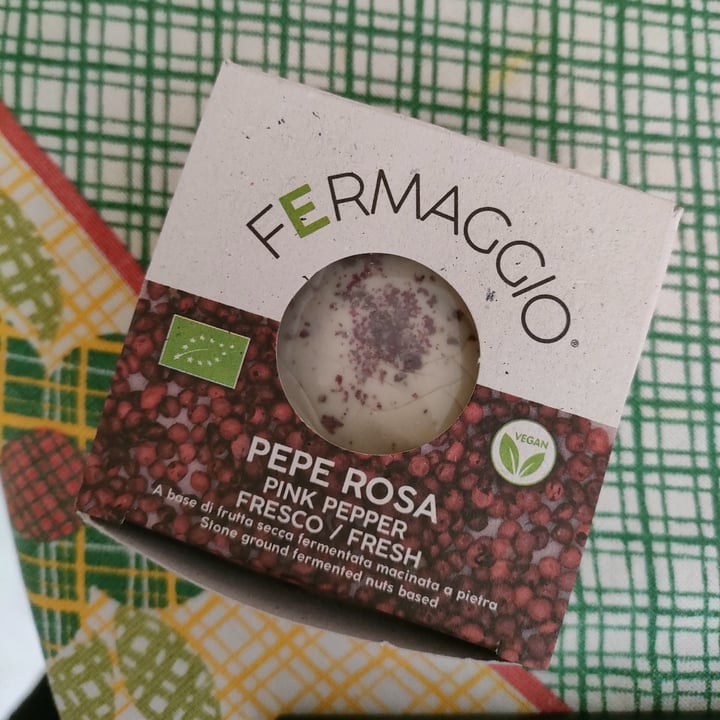 FERMAGGIO®
VEGAN
PEPE ROSA
PINK PEPPER
FRESCO / FRESH
A base di frutta secca fermentata macinata a pietra
Stone ground fermented nuts based